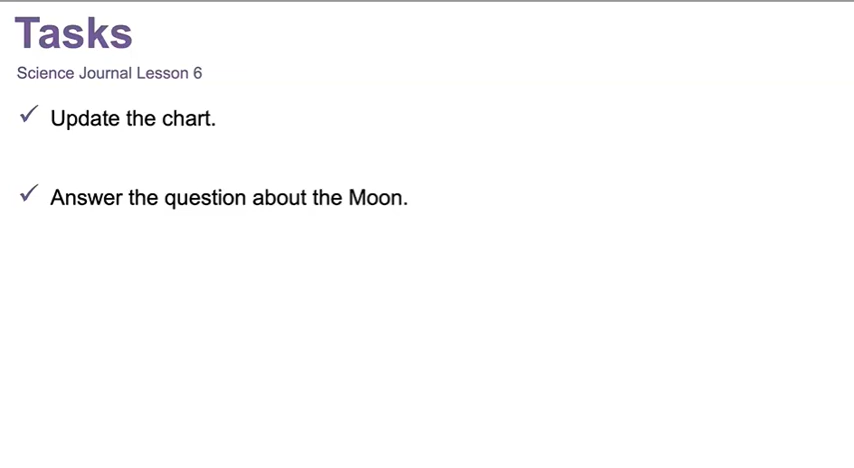 Tasks
Science Journal Lesson 6
✓ Update the chart.
✓ Answer the question about the Moon.